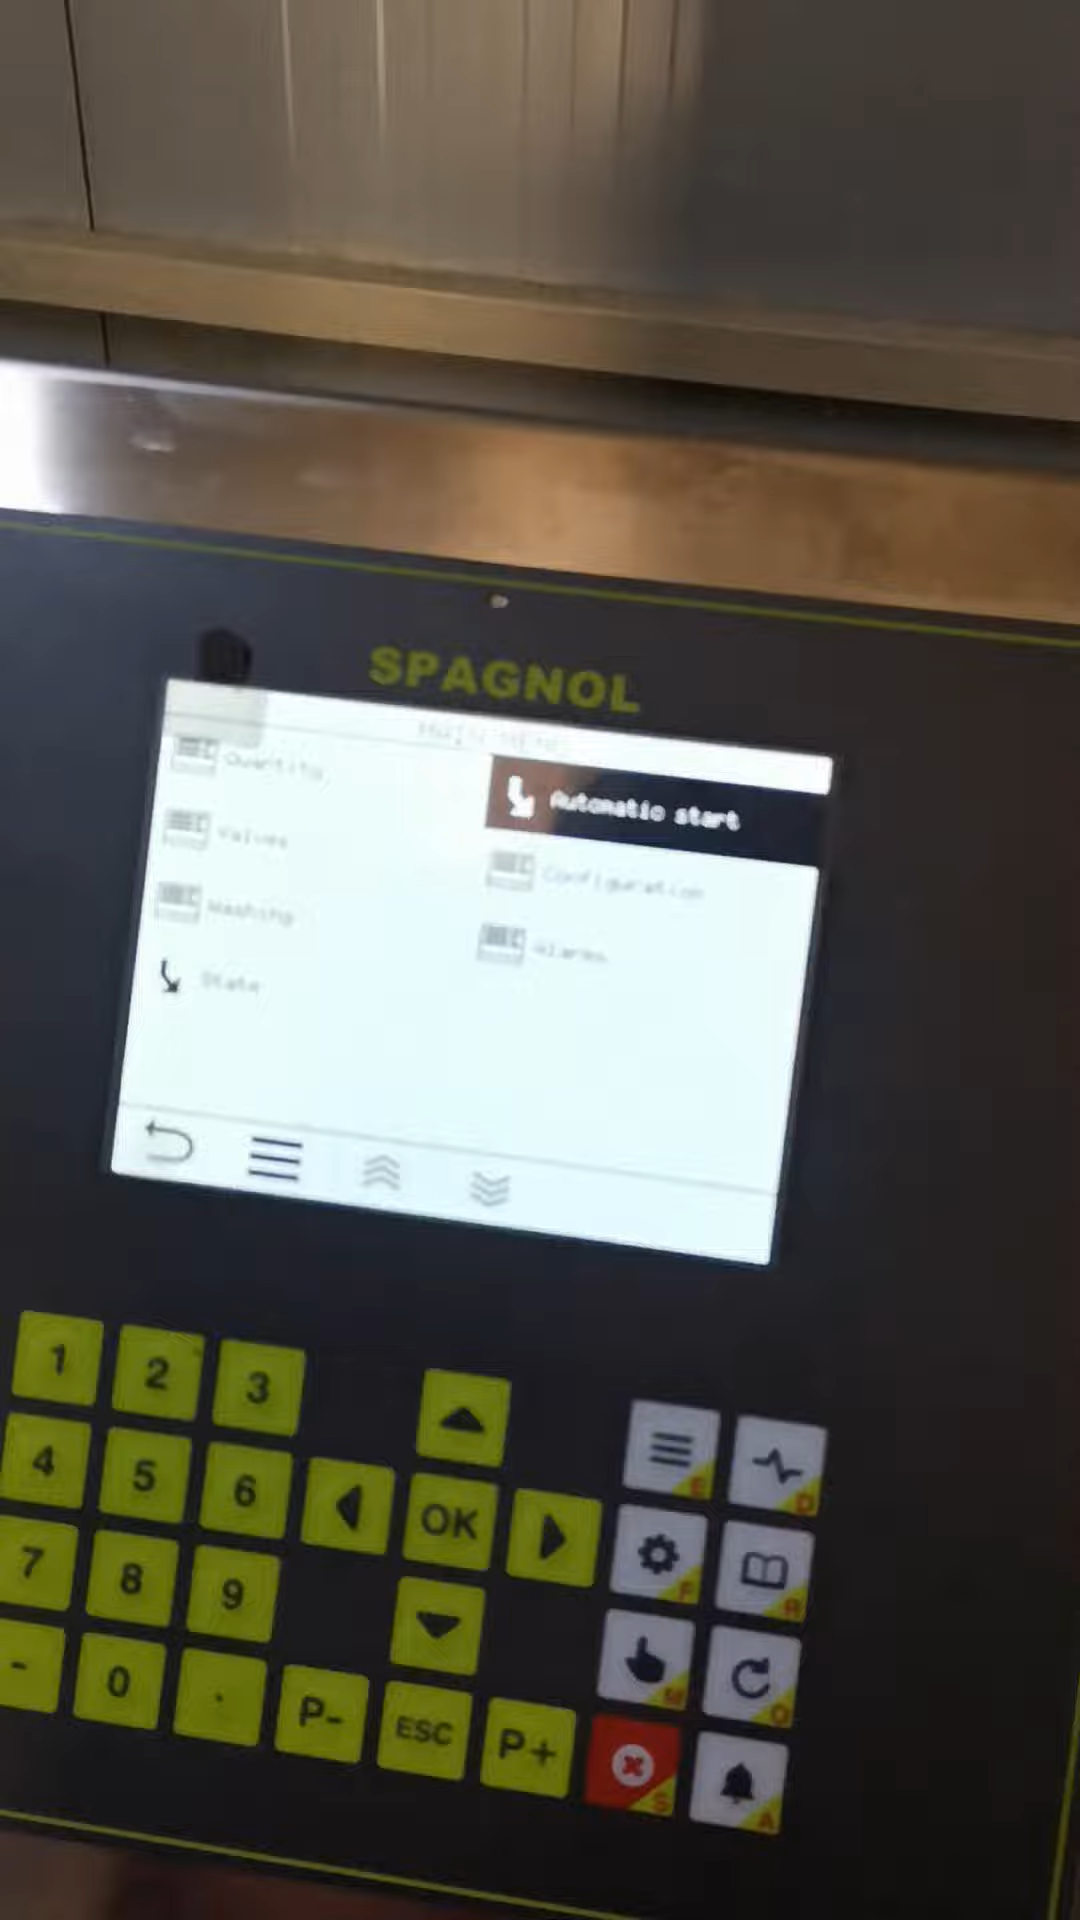 SPAGNOL
Quantity
Automatic start
Valves
Configuration
Washing
Alarms
State
1 2 3
4 5 6 OK E D
7 8 9 F R
- 0 . P- ESC P+ M O
S A